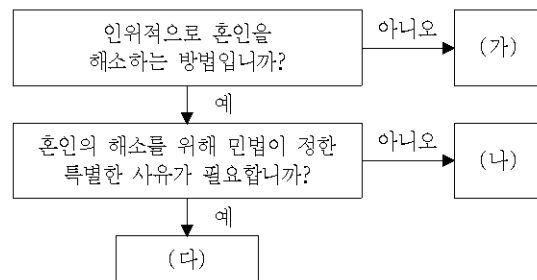 인위적으로 혼인을
해소하는 방법입니까?
아니오
(가)
예
혼인의 해소를 위해 민법이 정한
특별한 사유가 필요합니까?
아니오
(나)
예
(다)